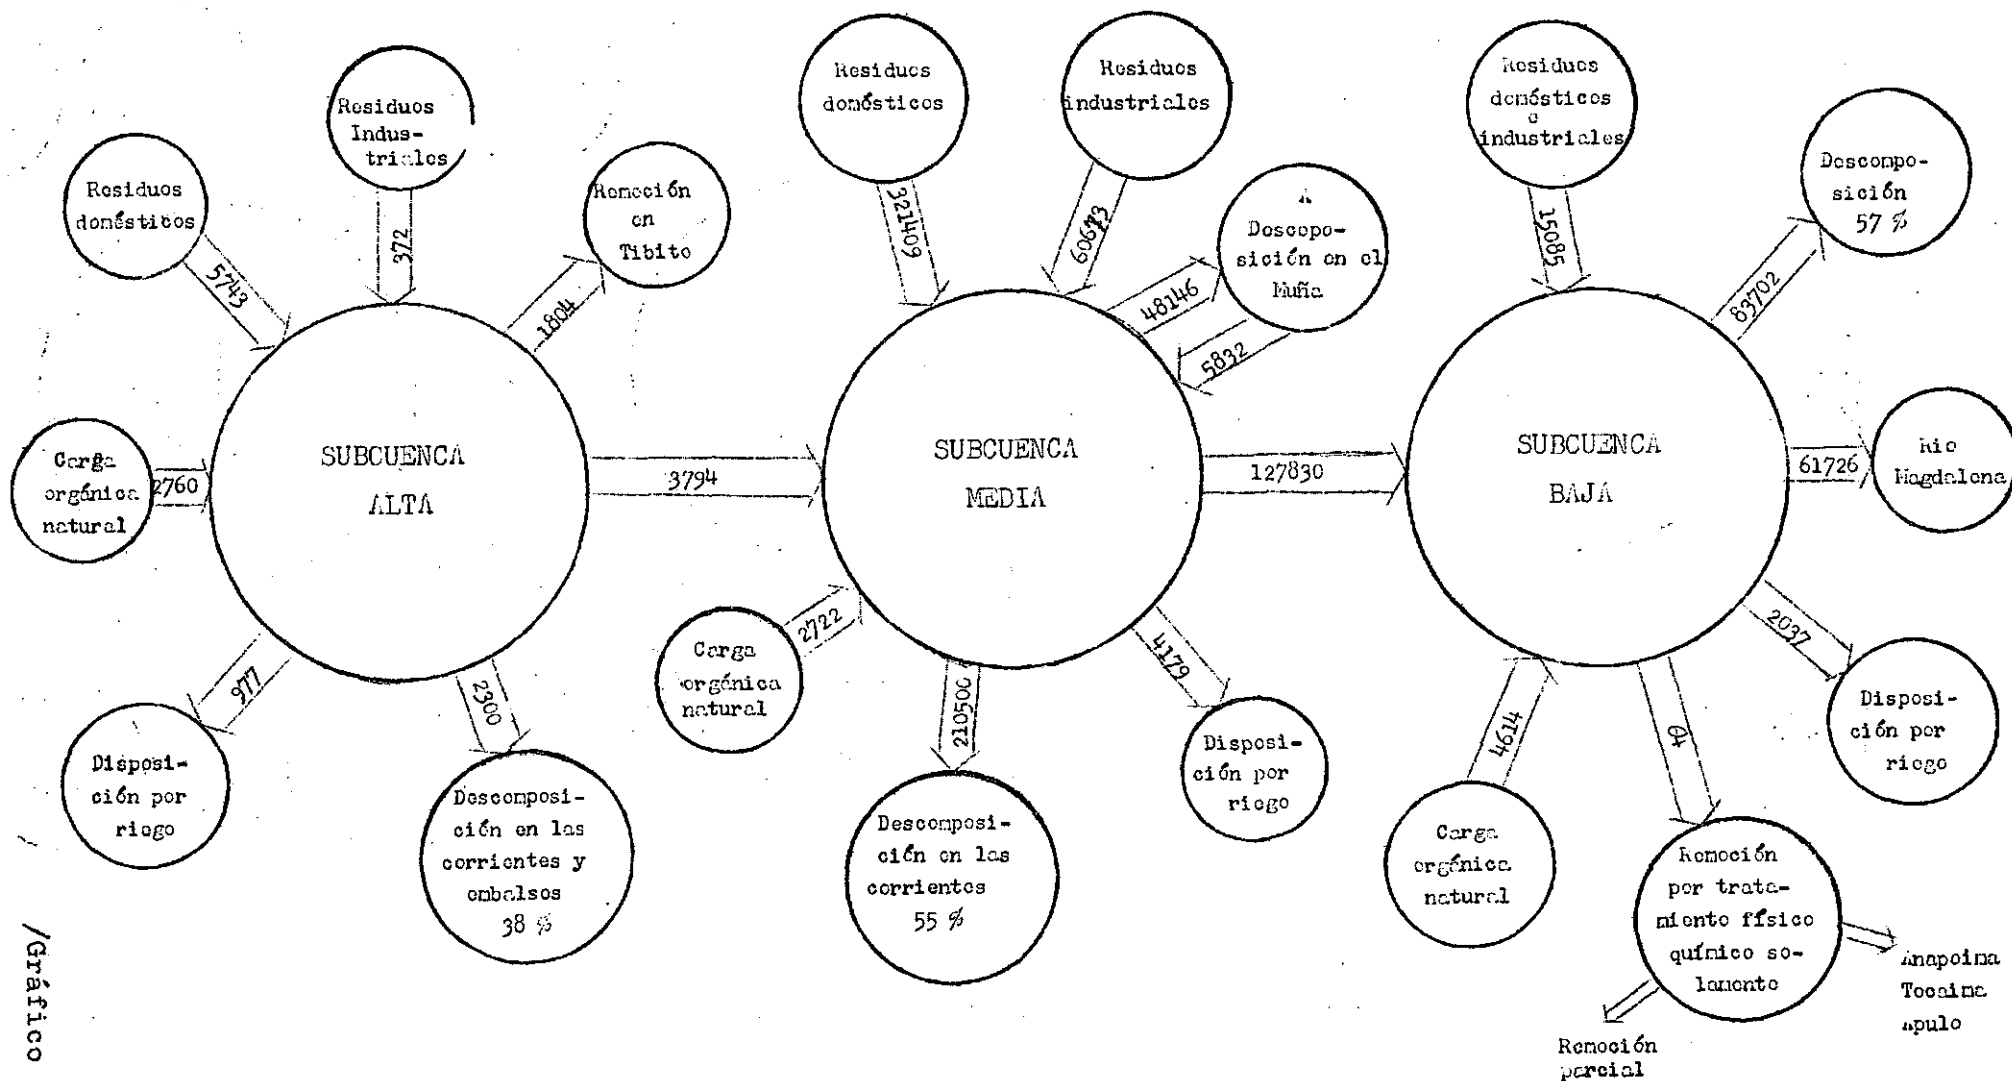 Residuos
domésticos
5743
Residuos
Indus-
triales
372
Remoción
en
Tibito
1804
Carga
orgánica
natural
2760
SUBCUENCA
ALTA
977
Disposi-
ción por
riego
2300
Descomposi-
ción en las
corrientes y
embalses
38 %
3794
Residuos
domésticos
321409
Residuos
industriales
Descopo-
sición en el
Muña
48146
5832
SUBCUENCA
MEDIA
Carga
orgánica
natural
2722
210500
Descomposi-
ción en las
corrientes
55 %
4179
Disposi-
ción por
riego
127830
Residuos
domésticos
e
industriales
15085
Descompo-
sición
57 %
83702
SUBCUENCA
BAJA
61726
Rio
Magdalena
2037
Disposi-
ción por
riego
4614
Carga
orgánica
natural
Remoción
por trata-
miento físico
químico so-
lamente
Anapoima
Tocaima
Apulo
Remoción
parcial
/Gráfico